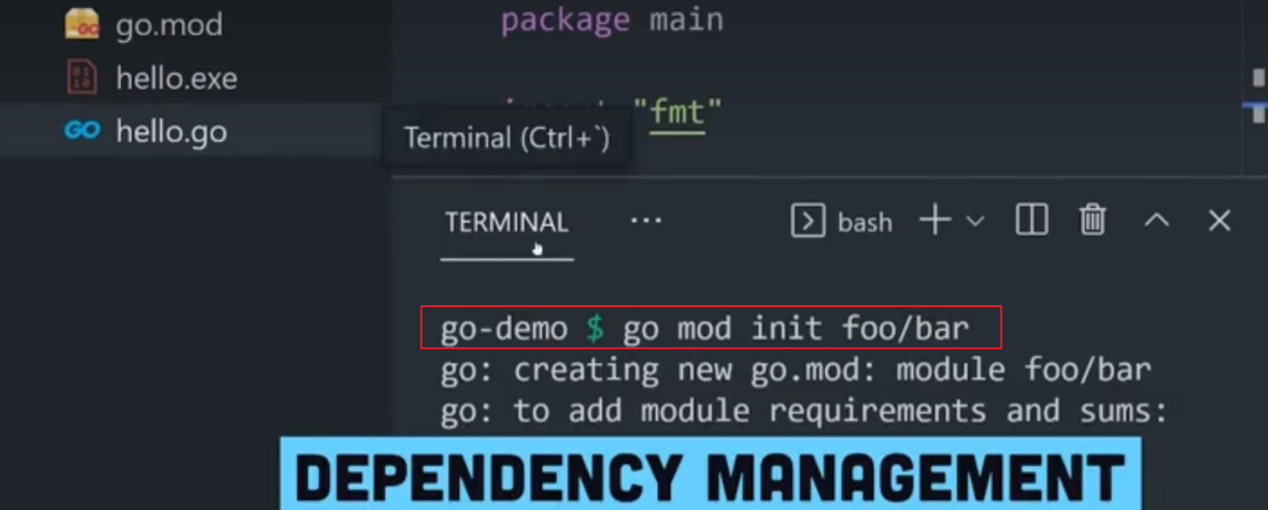 go.mod
hello.exe
GO hello.go
package main
"fmt"
Terminal (Ctrl+`)
TERMINAL ... bash
go-demo $ go mod init foo/bar
go: creating new go.mod: module foo/bar
go: to add module requirements and sums:
DEPENDENCY MANAGEMENT